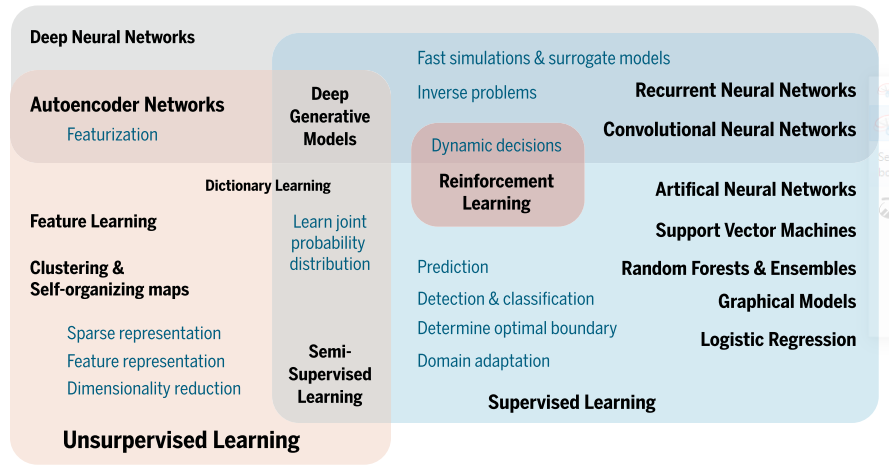 Deep Neural Networks
Fast simulations & surrogate models
Autoencoder Networks
Featurization
Deep
Generative
Models
Inverse problems
Recurrent Neural Networks
Convolutional Neural Networks
Dynamic decisions
Reinforcement
Learning
Dictionary Learning
Artifical Neural Networks
Feature Learning
Learn joint
probability
distribution
Support Vector Machines
Clustering &
Self-organizing maps
Prediction
Random Forests & Ensembles
Detection & classification
Graphical Models
Sparse representation
Determine optimal boundary
Logistic Regression
Feature representation
Semi-
Supervised
Learning
Domain adaptation
Dimensionality reduction
Supervised Learning
Unsurpervised Learning